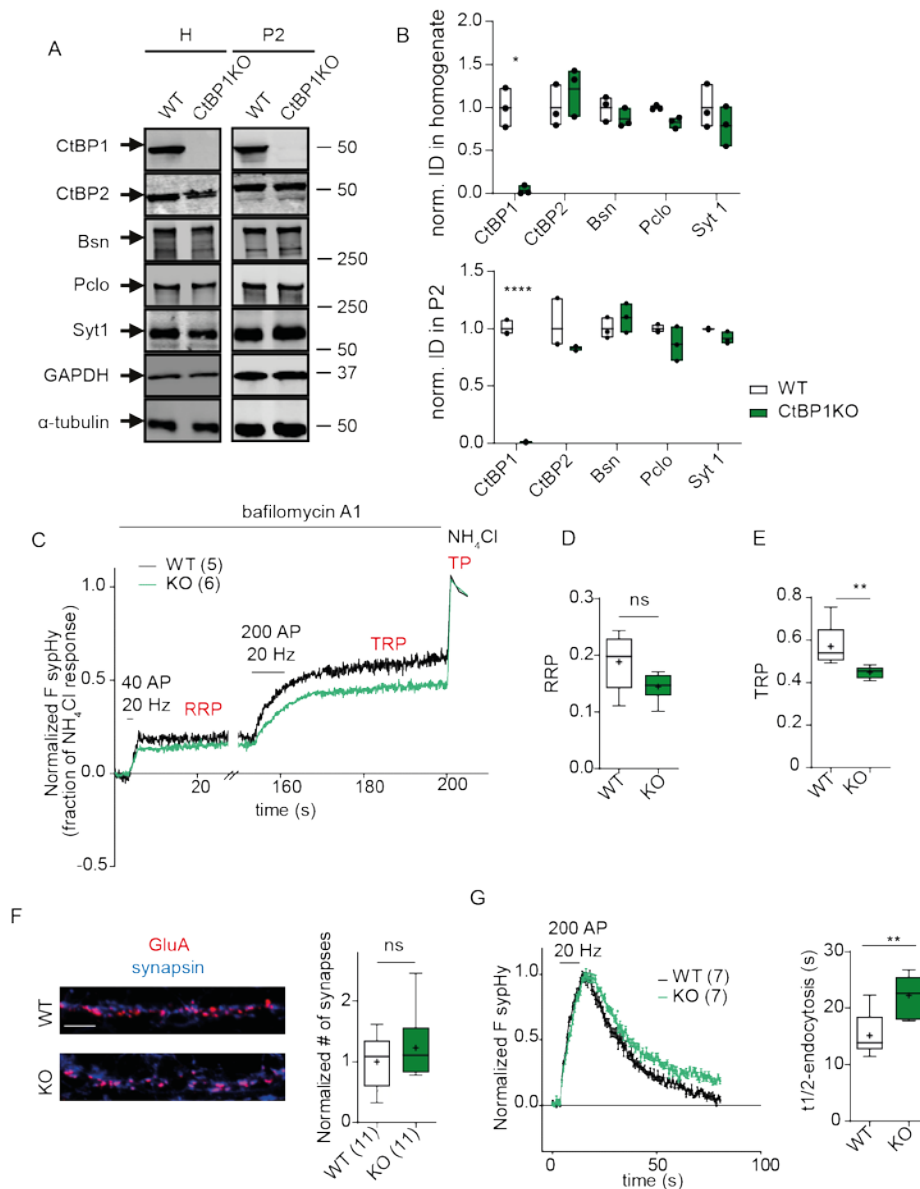 A
H
P2
WT
CtBP1KO
WT
CtBP1KO
CtBP1
50
CtBP2
50
Bsn
250
Pclo
250
Syt1
50
GAPDH
37
α-tubulin
50
B
norm. ID in homogenate
1.5
1.0
0.5
0.0
*
CtBP1
CtBP2
Bsn
Pclo
Syt 1
norm. ID in P2
1.5
1.0
0.5
0.0
****
CtBP1
CtBP2
Bsn
Pclo
Syt 1
WT
CtBP1KO
C
bafilomycin A1
NH4Cl
TP
WT (5)
KO (6)
Normalized F sypHy
(fraction of NH4Cl response)
1.0
0.5
0.0
-0.5
40 AP
20 Hz
RRP
200 AP
20 Hz
TRP
20
160
180
200
time (s)
D
RRP
0.3
0.2
0.1
0.0
ns
WT
KO
E
TRP
0.8
0.6
0.4
0.2
0.0
**
WT
KO
F
GluA
synapsin
WT
KO
Normalized # of synapses
2
1
0
ns
WT (11)
KO (11)
G
200 AP
20 Hz
WT (7)
KO (7)
Normalized F sypHy
1.0
0.5
0.0
0
50
100
time (s)
t1/2-endocytosis (s)
30
20
10
0
**
WT
KO